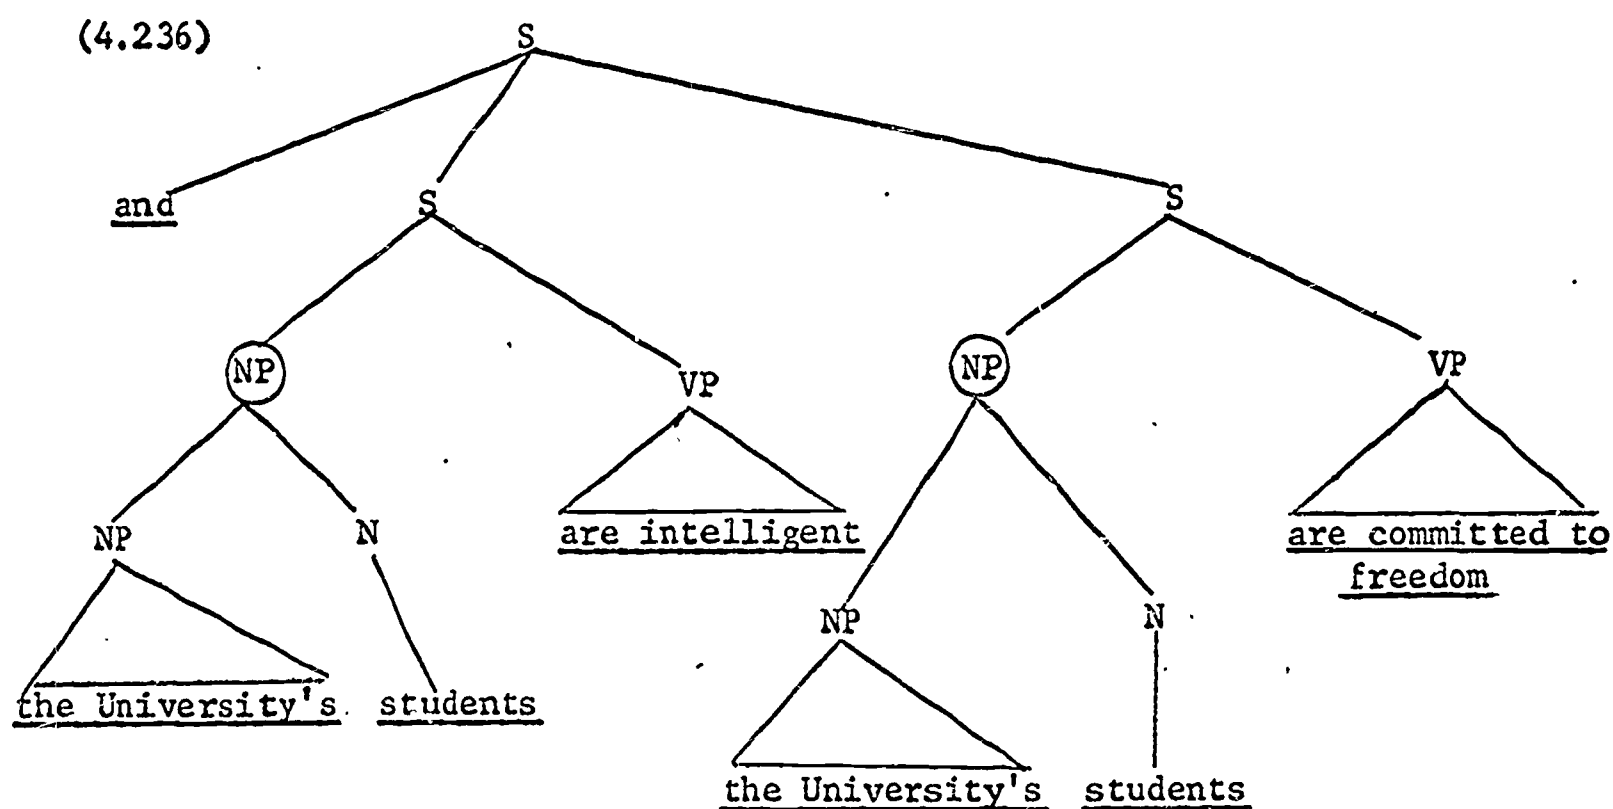 (4.236)
S
and
S
S
NP
VP
NP
VP
NP
N
are intelligent
are committed to
freedom
NP
N
the University's
students
the University's
students